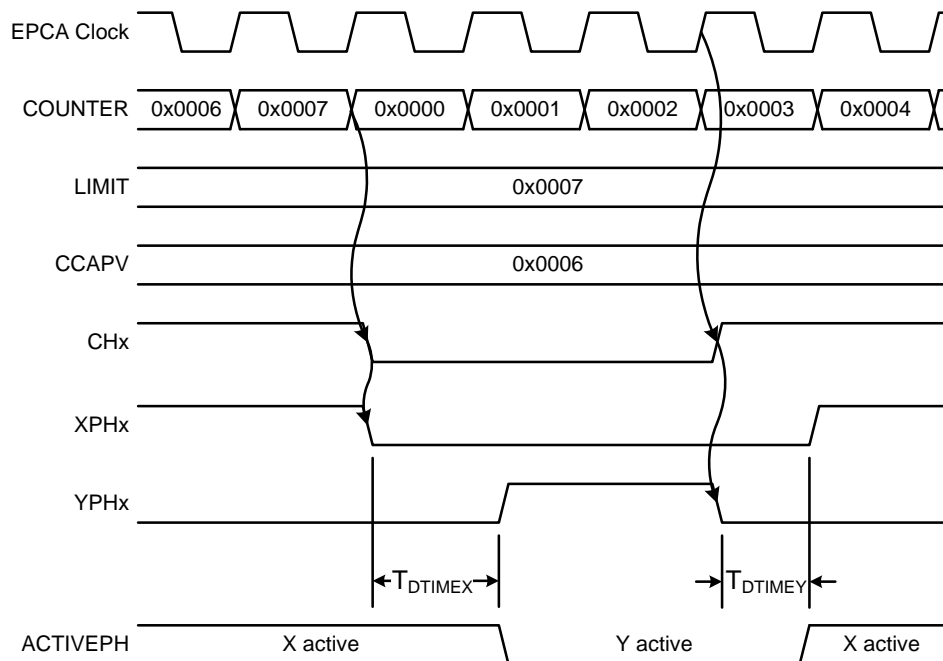 EPCA Clock
COUNTER 0x0006 0x0007 0x0000 0x0001 0x0002 0x0003 0x0004
LIMIT 0x0007
CCAPV 0x0006
CHx
XPHx
YPHx
TDTIMEX TDTIMEY
ACTIVEPH X active Y active X active